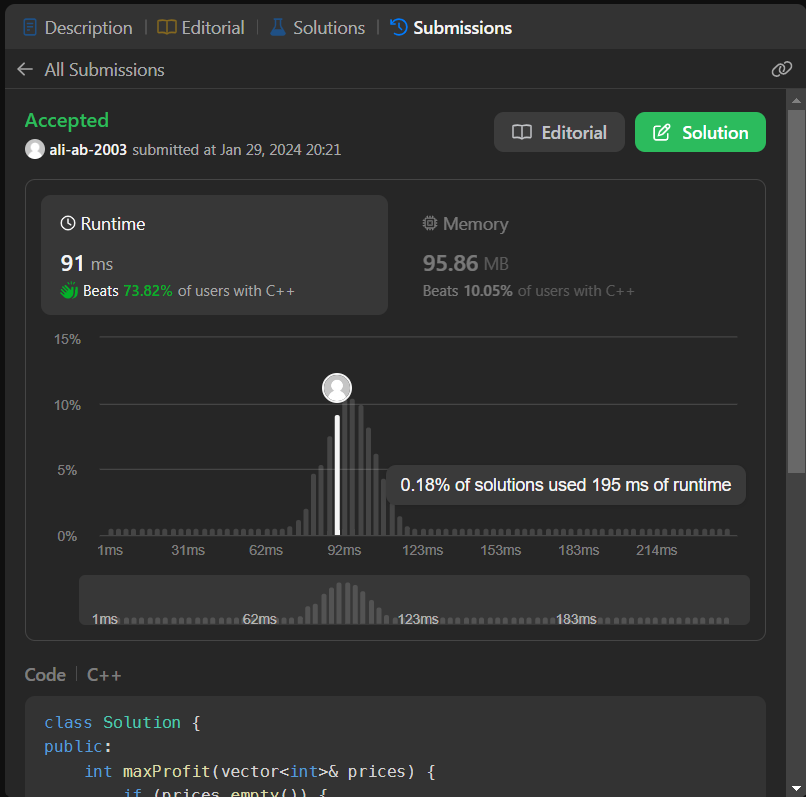 Description | Editorial | Solutions | Submissions
All Submissions
Accepted
ali-ab-2003 submitted at Jan 29, 2024 20:21
Editorial
Solution
Runtime
91 ms
Beats 73.82% of users with C++
Memory
95.86 MB
Beats 10.05% of users with C++
15%
10%
5%
0%
0.18% of solutions used 195 ms of runtime
1ms 31ms 62ms 92ms 123ms 153ms 183ms 214ms
1ms 62ms 123ms 183ms
Code | C++
class Solution {
public:
int maxProfit(vector<int>& prices) {
if (prices.empty()) {